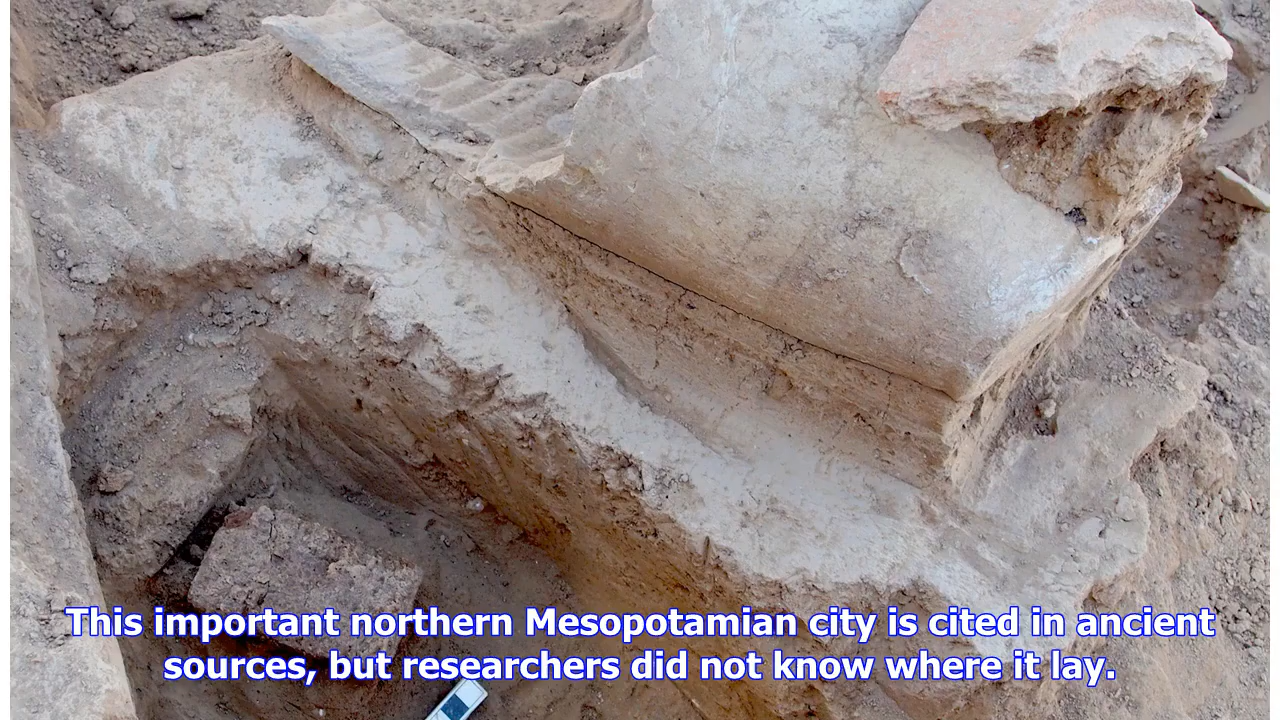 This important northern Mesopotamian city is cited in ancient
sources, but researchers did not know where it lay.